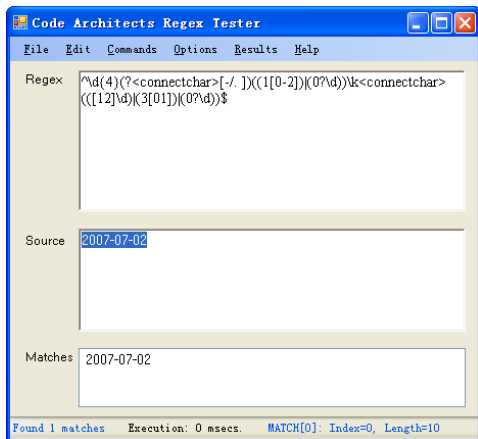 Code Architects Regex Tester
File Edit Commands Options Results Help
Regex
^\d{4}(?<connectchar>[-/. ])((1[0-2])|(0?\d))\k<connectchar>
(([12]\d)|(3[01])|(0?\d))$
Source
2007-07-02
Matches
2007-07-02
Found 1 matches Execution: 0 msecs. MATCH[0]: Index=0, Length=10